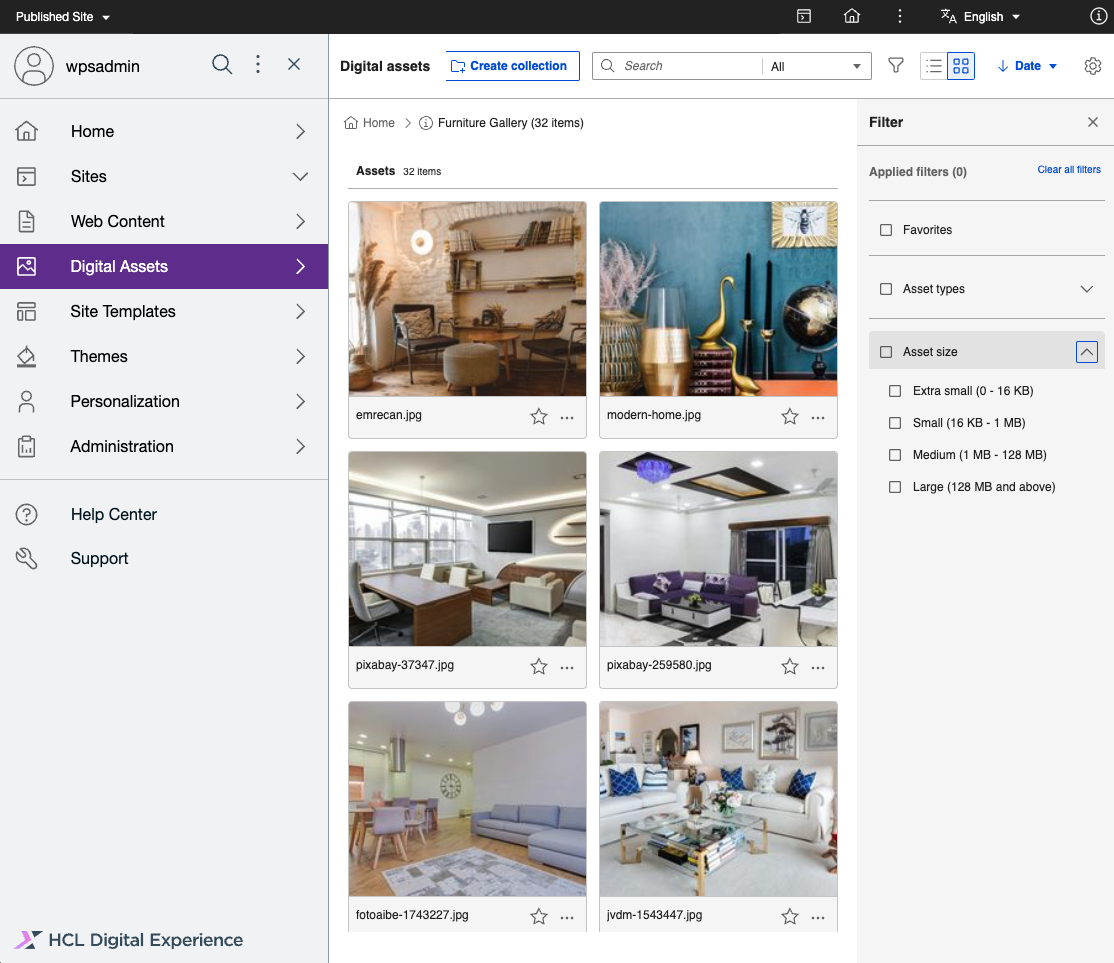 Published Site
English
wpsadmin
Digital assets
Create collection
Search
All
Date
Home
Sites
Web Content
Digital Assets
Site Templates
Themes
Personalization
Administration
Help Center
Support
HCL Digital Experience
Home
Furniture Gallery (32 items)
Assets 32 items
emrecan.jpg
modern-home.jpg
pixabay-37347.jpg
pixabay-259580.jpg
fotoaibe-1743227.jpg
jvdm-1543447.jpg
Filter
Applied filters (0)
Clear all filters
Favorites
Asset types
Asset size
Extra small (0 - 16 KB)
Small (16 KB - 1 MB)
Medium (1 MB - 128 MB)
Large (128 MB and above)